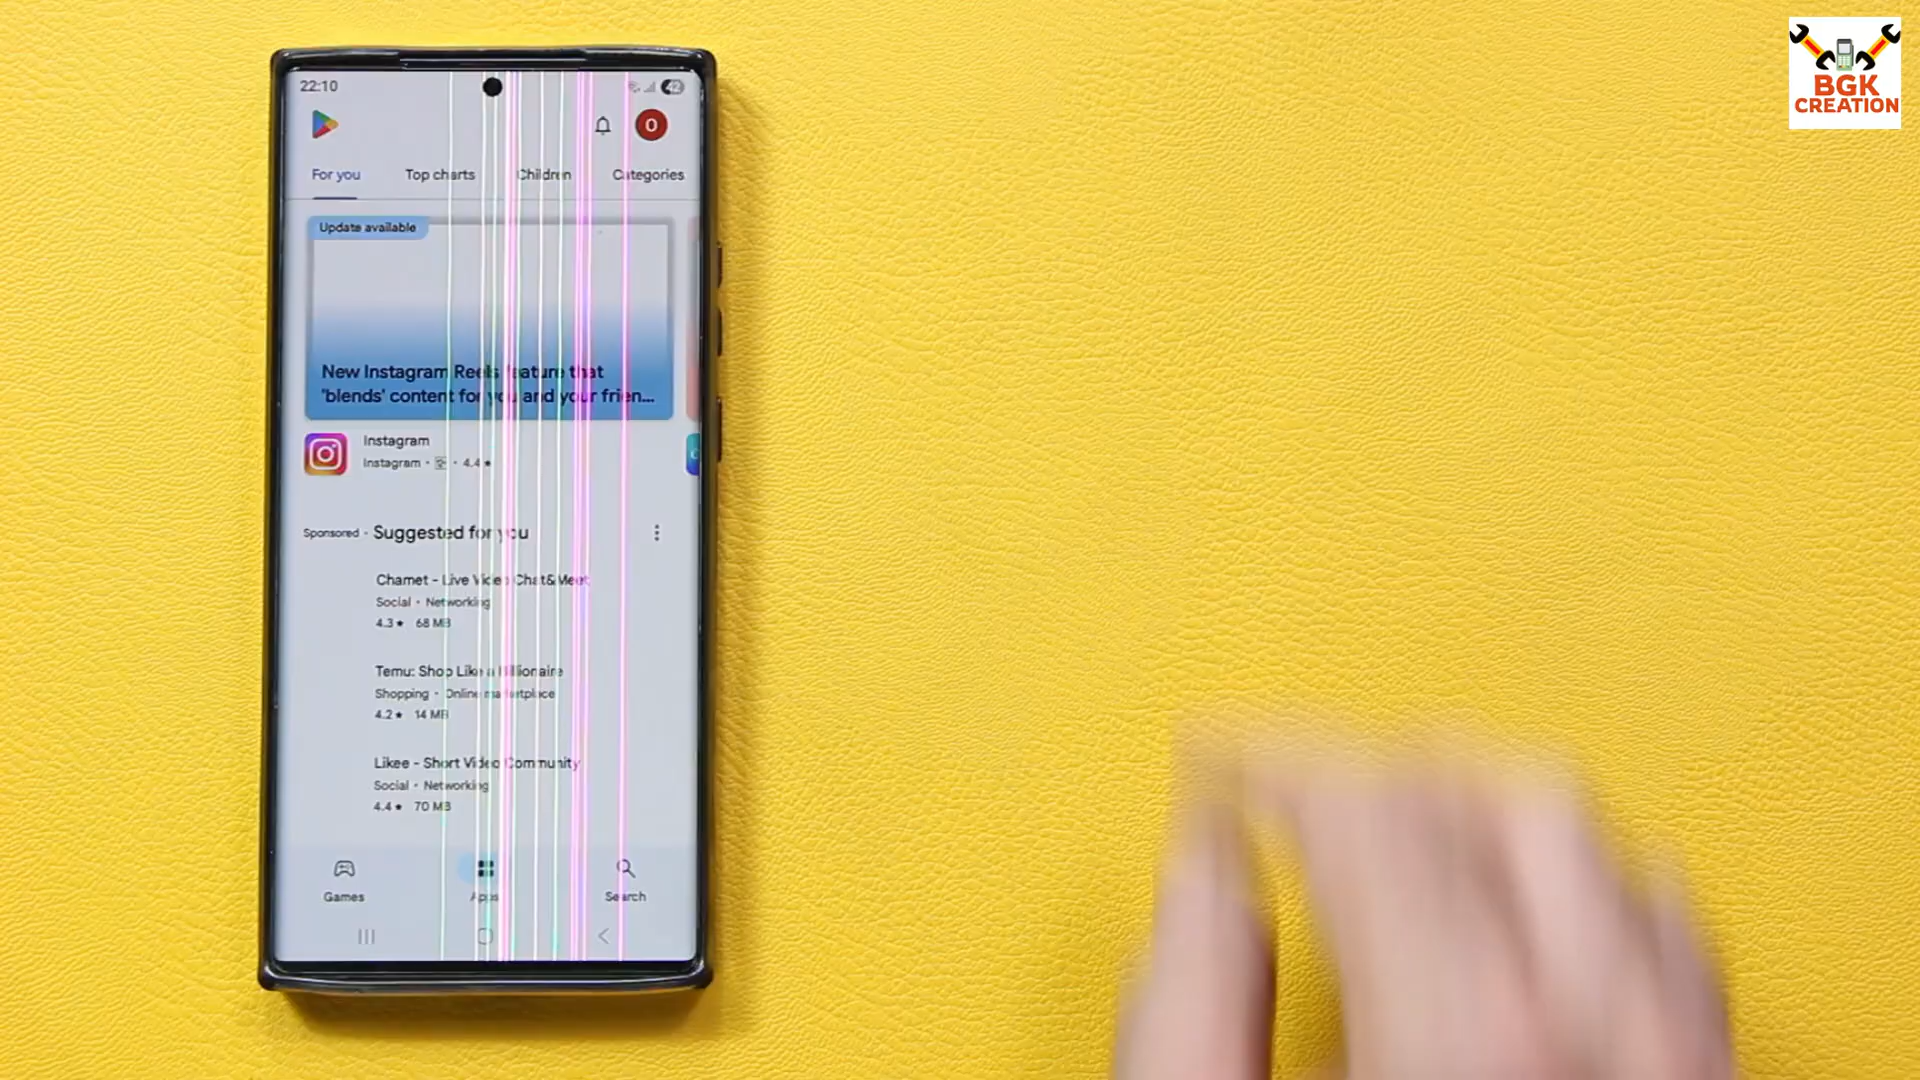 22:10
42
O
For you
Top charts
Children
Categories
Update available
New Instagram Reels feature that
'blends' content for you and your frien...
Instagram
Instagram · 4.4★
Sponsored · Suggested for you
Chamet - Live Video Chat&Meet
Social · Networking
4.3★ 68 MB
Temu: Shop Like a Billionaire
Shopping · Online marketplace
4.2★ 14 MB
Likee - Short Video Community
Social · Networking
4.4★ 70 MB
Games
Apps
Search
BGK
CREATION